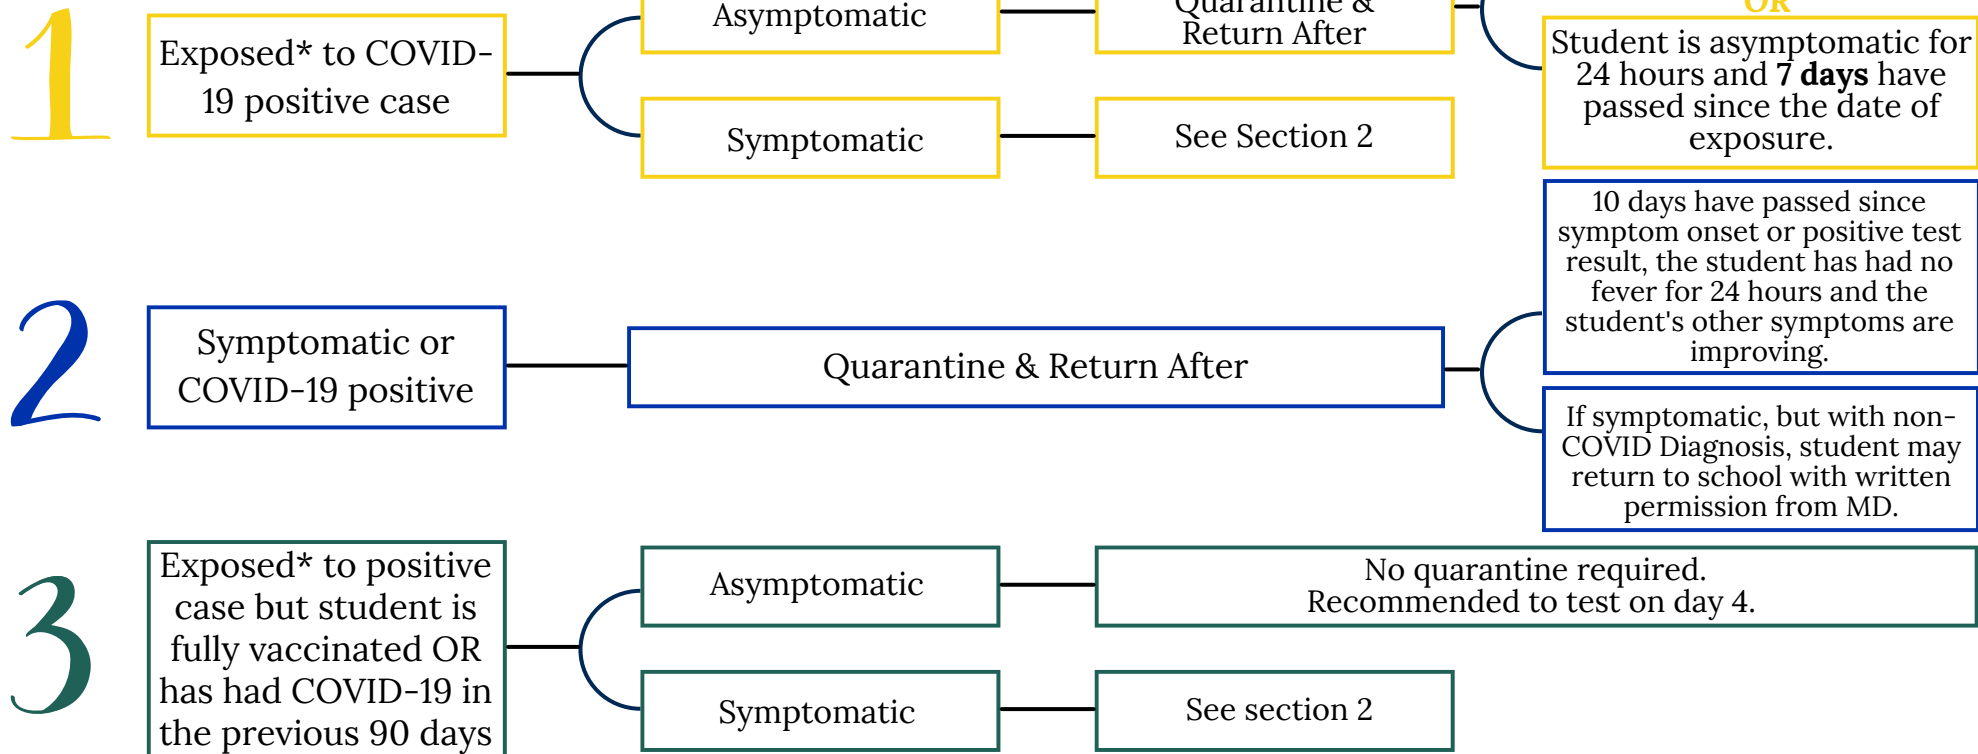 1
Exposed* to COVID-
19 positive case
Asymptomatic
Quarantine &
Return After
OR
Student is asymptomatic for
24 hours and 7 days have
passed since the date of
exposure.
Symptomatic
See Section 2
2
Symptomatic or
COVID-19 positive
Quarantine & Return After
10 days have passed since
symptom onset or positive test
result, the student has had no
fever for 24 hours and the
student's other symptoms are
improving.
If symptomatic, but with non-
COVID Diagnosis, student may
return to school with written
permission from MD.
3
Exposed* to positive
case but student is
fully vaccinated OR
has had COVID-19 in
the previous 90 days
Asymptomatic
No quarantine required.
Recommended to test on day 4.
Symptomatic
See section 2